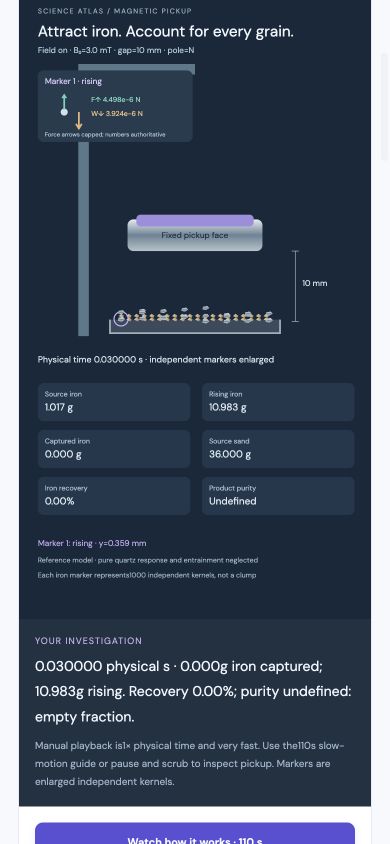 SCIENCE ATLAS / MAGNETIC PICKUP
Attract iron. Account for every grain.
Field on · B₀=3.0 mT · gap=10 mm · pole=N
Marker 1 · rising
F↑ 4.498e-6 N
W↓ 3.924e-6 N
Force arrows capped; numbers authoritative
Fixed pickup face
10 mm
Physical time 0.030000 s · independent markers enlarged
Source iron
1.017 g
Rising iron
10.983 g
Captured iron
0.000 g
Source sand
36.000 g
Iron recovery
0.00%
Product purity
Undefined
Marker 1: rising · y=0.359 mm
Reference model · pure quartz response and entrainment neglected
Each iron marker represents1000 independent kernels, not a clump
YOUR INVESTIGATION
0.030000 physical s · 0.000g iron captured;
10.983g rising. Recovery 0.00%; purity undefined:
empty fraction.
Manual playback is1× physical time and very fast. Use the110s slow-
motion guide or pause and scrub to inspect pickup. Markers are
enlarged independent kernels.
Watch how it works · 110 s